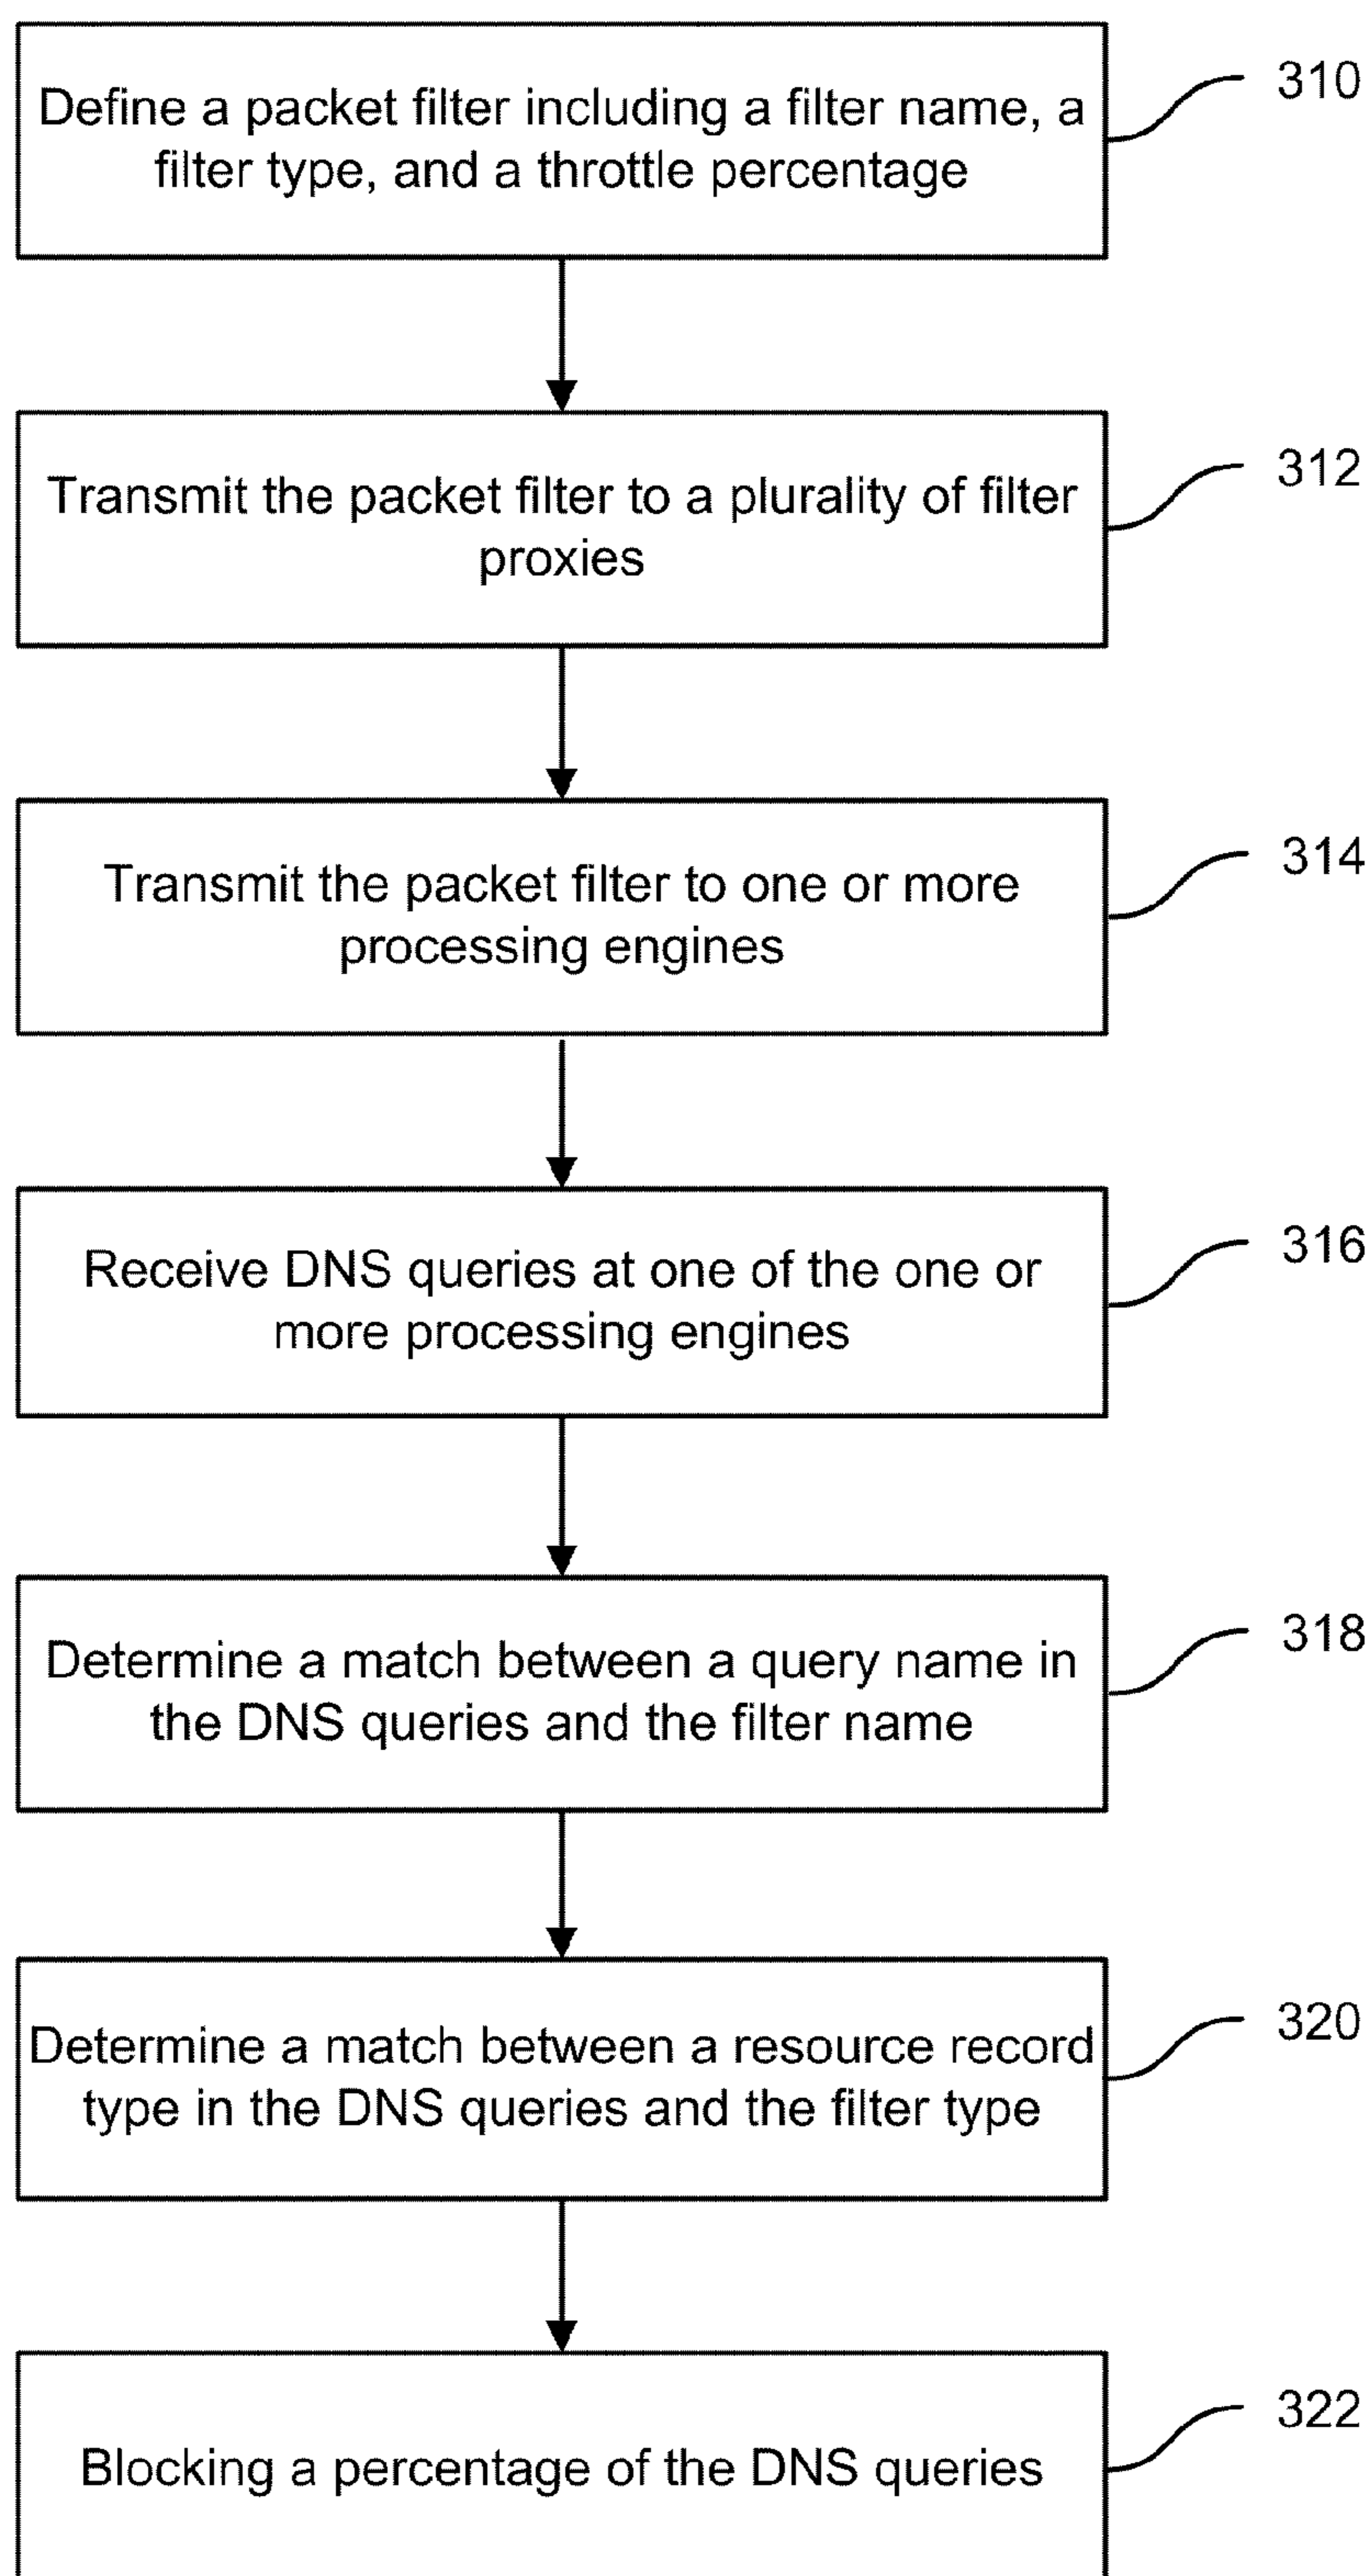 Define a packet filter including a filter name, a
filter type, and a throttle percentage
310
Transmit the packet filter to a plurality of filter
proxies
312
Transmit the packet filter to one or more
processing engines
314
Receive DNS queries at one of the one or
more processing engines
316
Determine a match between a query name in
the DNS queries and the filter name
318
Determine a match between a resource record
type in the DNS queries and the filter type
320
Blocking a percentage of the DNS queries
322